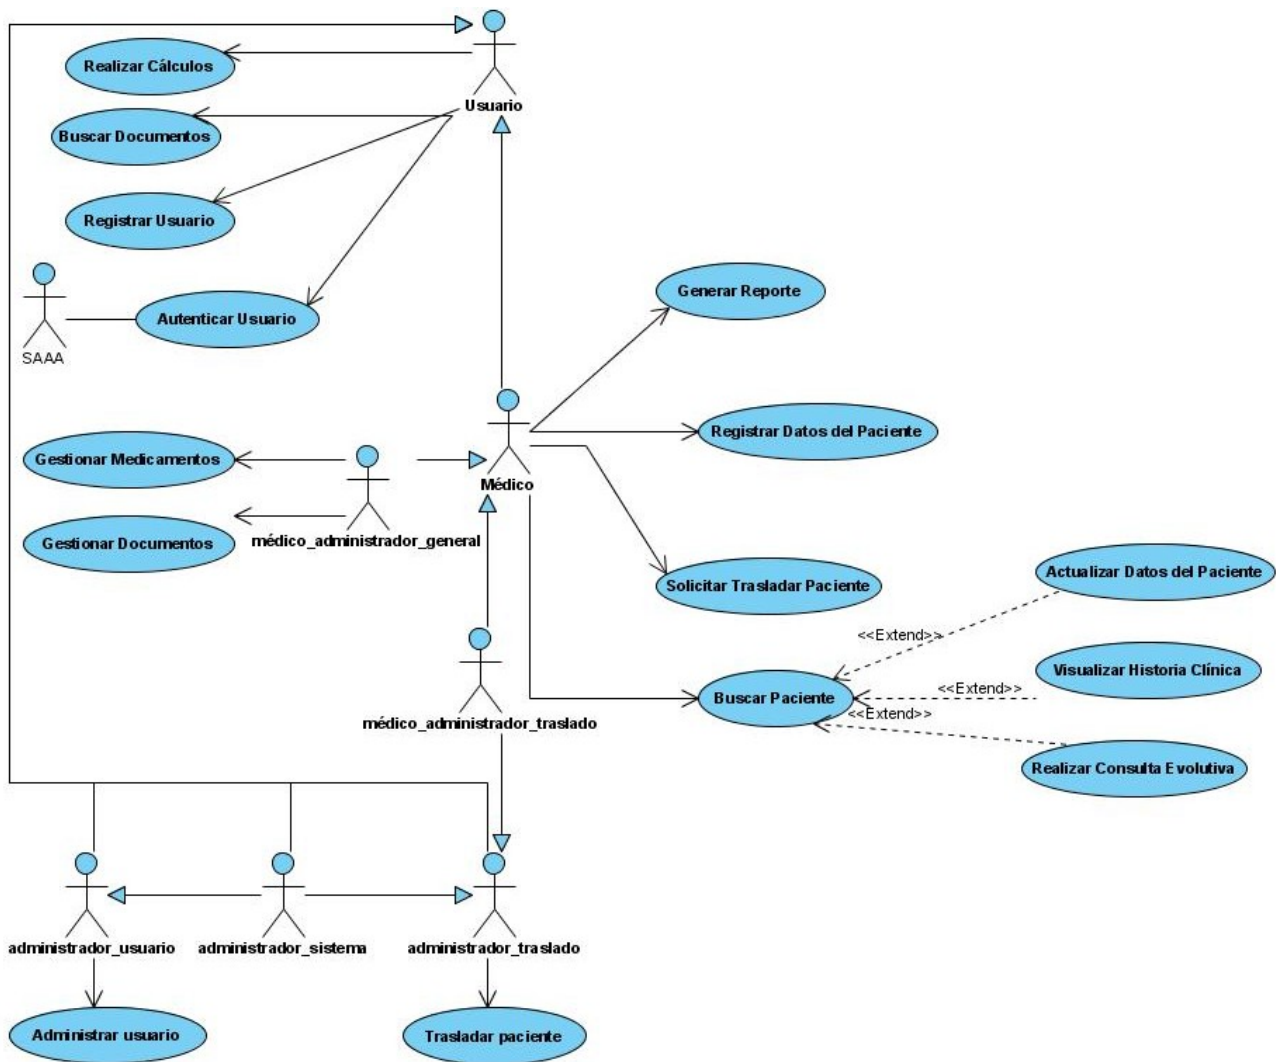 Realizar Cálculos
Usuario
Buscar Documentos
Registrar Usuario
Autenticar Usuario
SAAA
Generar Reporte
Registrar Datos del Paciente
Gestionar Medicamentos
Médico
Gestionar Documentos
médico_administrador_general
Solicitar Trasladar Paciente
Actualizar Datos del Paciente
<<Extend>>
Visualizar Historia Clínica
<<Extend>>
Buscar Paciente
<<Extend>>
médico_administrador_traslado
Realizar Consulta Evolutiva
administrador_usuario
administrador_sistema
administrador_traslado
Administrar usuario
Trasladar paciente